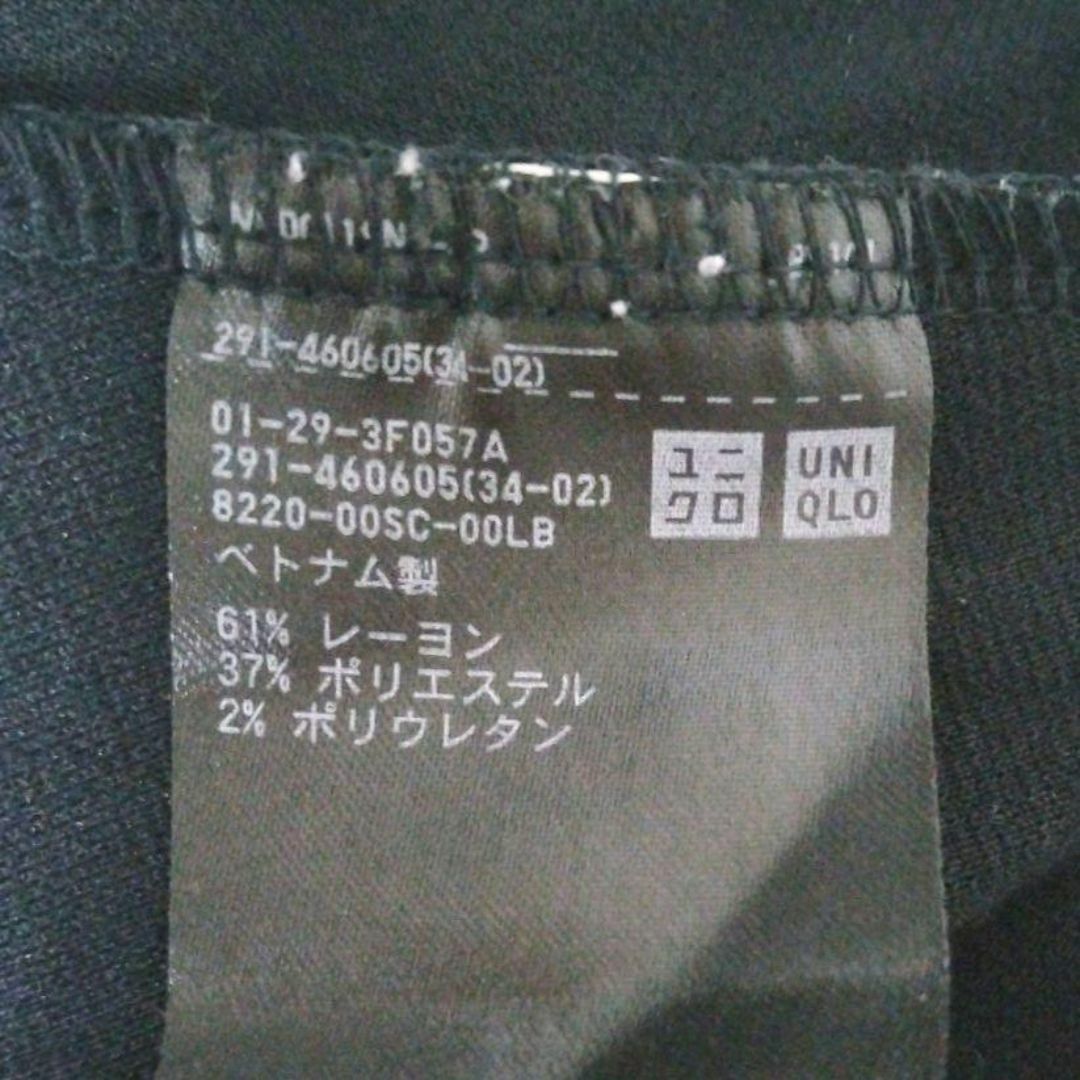 291-460605(34-02)
01-29-3F057A
291-460605(34-02)
8220-00SC-00LB
ベトナム製
61% レーヨン
37% ポリエステル
2% ポリウレタン
ユニ
クロ
UNI
QLO